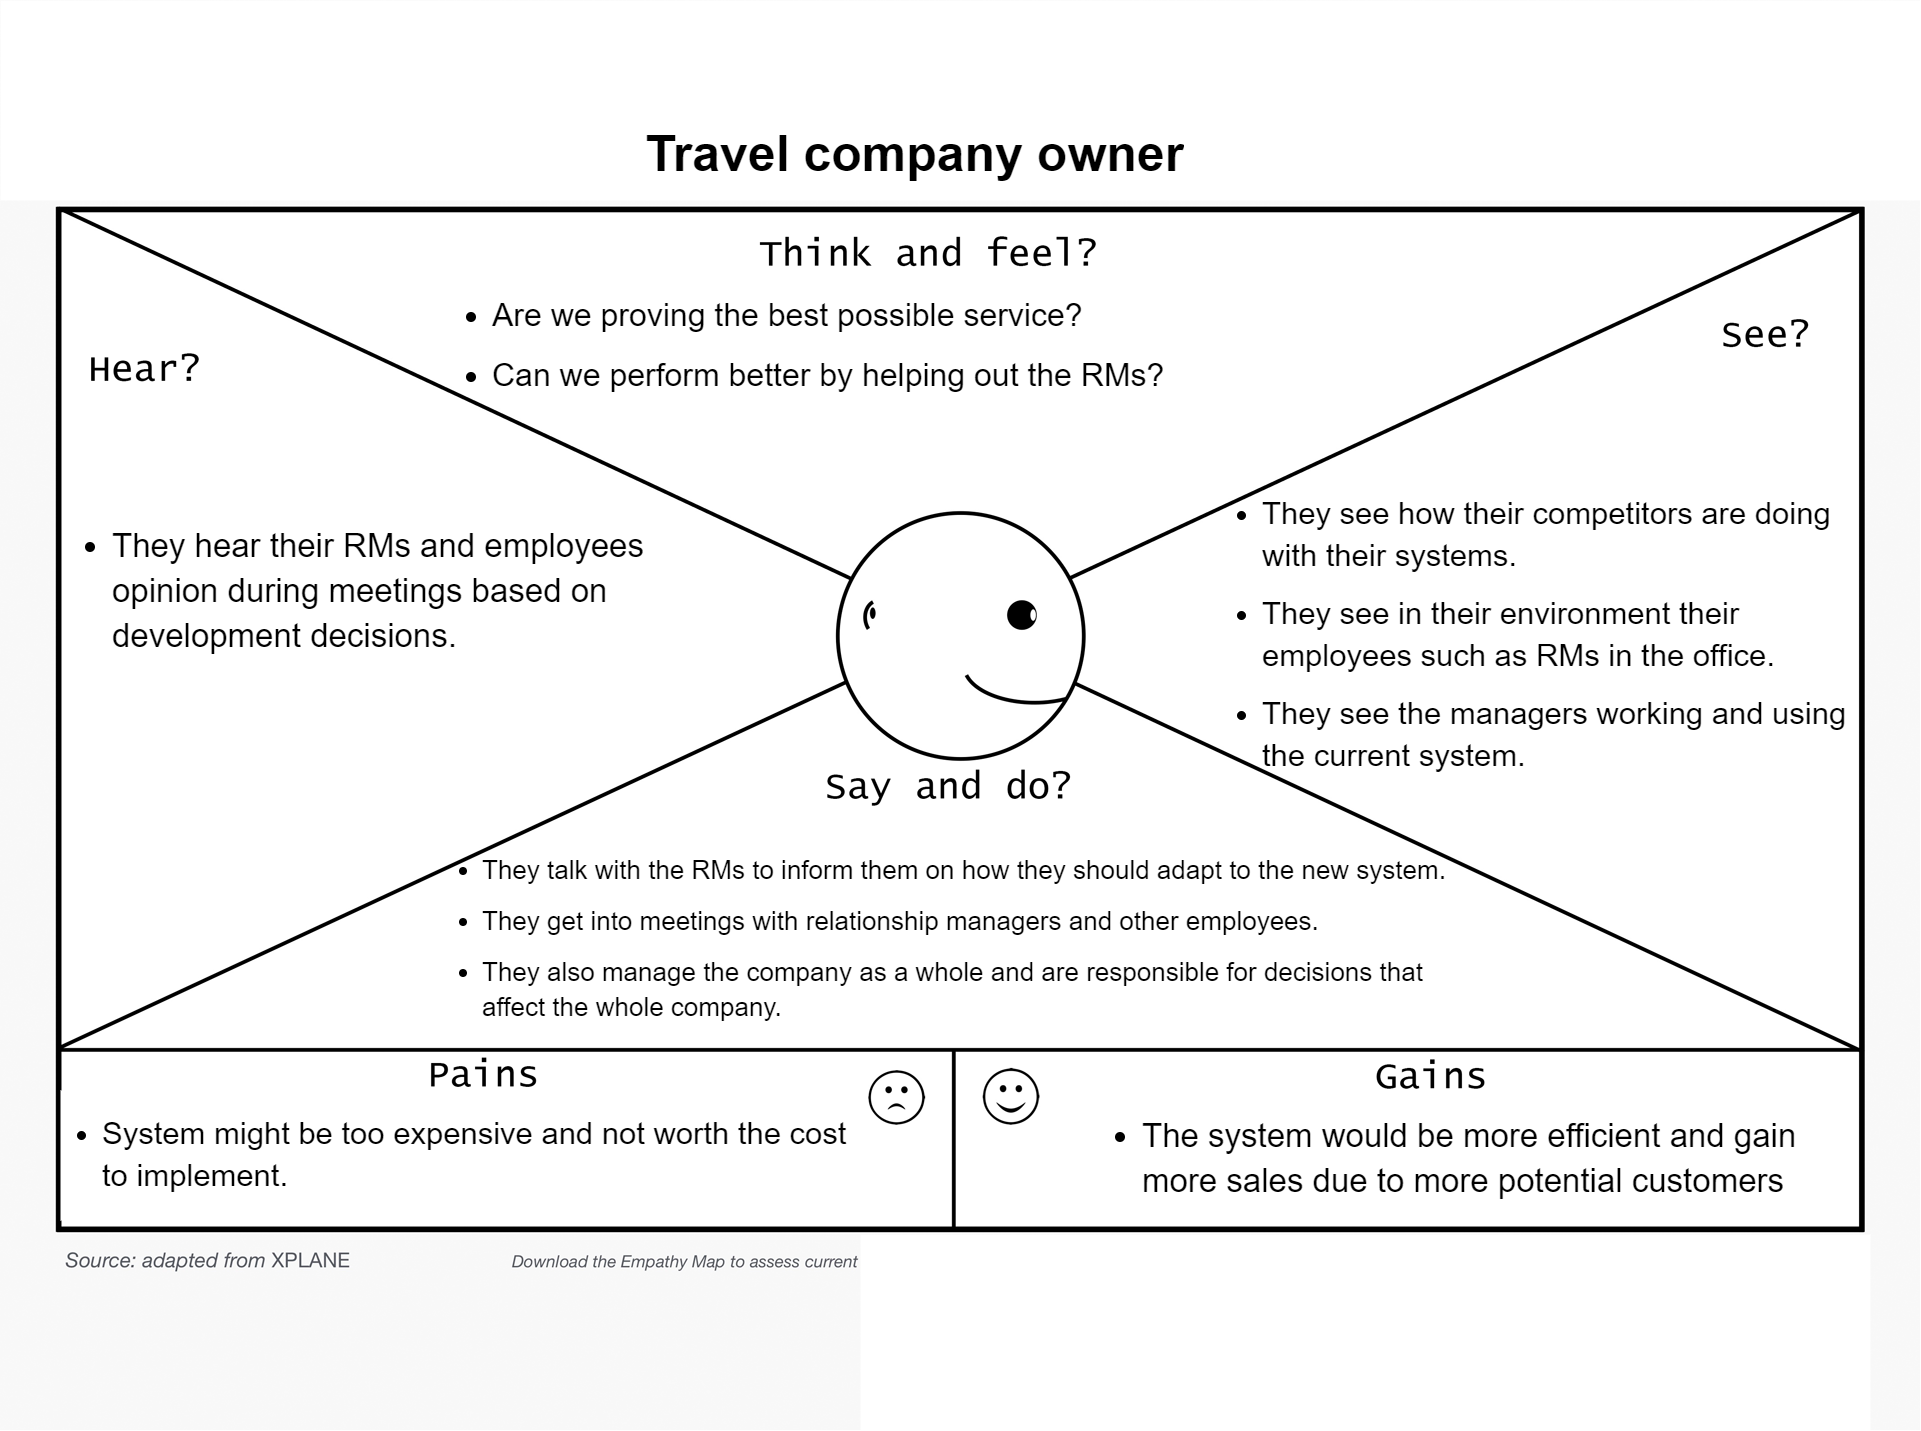 Travel company owner
Think and feel?
• Are we proving the best possible service?
• Can we perform better by helping out the RMs?
Hear?
• They hear their RMs and employees
opinion during meetings based on
development decisions.
See?
• They see how their competitors are doing
with their systems.
• They see in their environment their
employees such as RMs in the office.
• They see the managers working and using
the current system.
Say and do?
• They talk with the RMs to inform them on how they should adapt to the new system.
• They get into meetings with relationship managers and other employees.
• They also manage the company as a whole and are responsible for decisions that
affect the whole company.
Pains
• System might be too expensive and not worth the cost
to implement.
Gains
• The system would be more efficient and gain
more sales due to more potential customers
Source: adapted from XPLANE
Download the Empathy Map to assess current